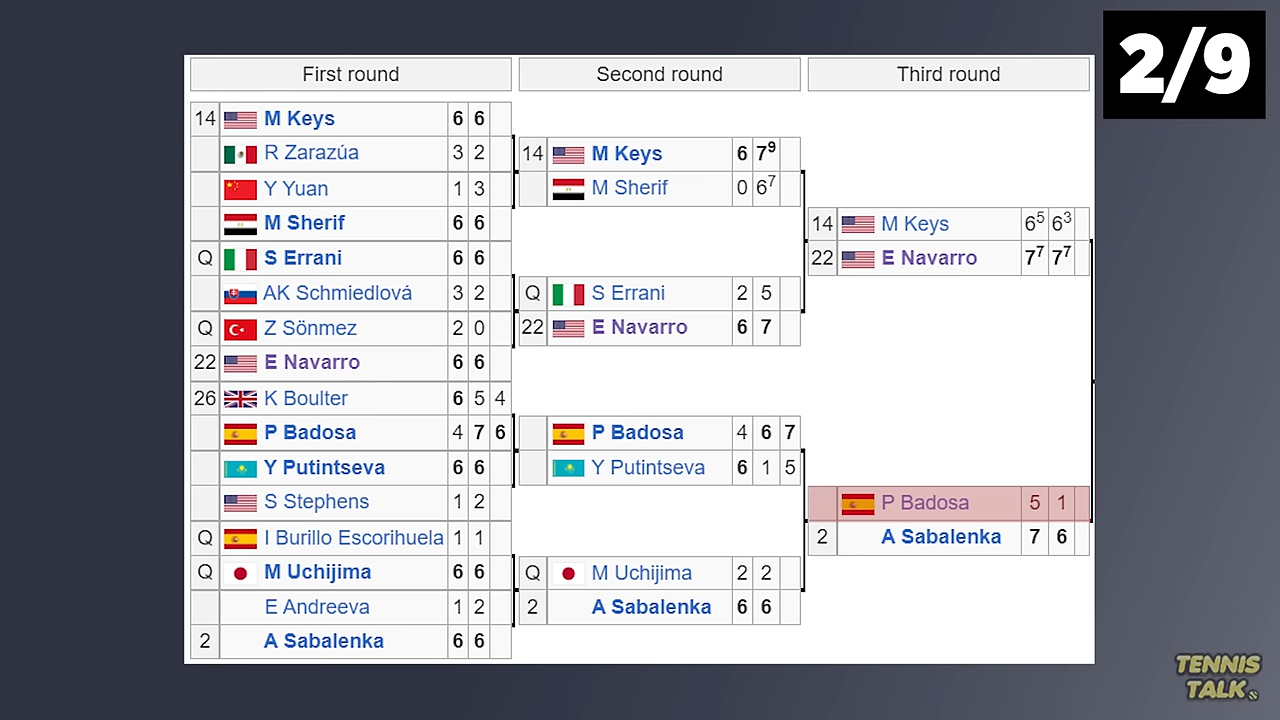 2/9
First round Second round Third round
14 M Keys 6 6
R Zarazúa 3 2
14 M Keys 6 7⁹
Y Yuan 1 3
M Sherif 0 6⁷
M Sherif 6 6
14 M Keys 6⁵ 6³
Q S Errani 6 6
22 E Navarro 7⁷ 7⁷
AK Schmiedlová 3 2
Q S Errani 2 5
Q Z Sönmez 2 0
22 E Navarro 6 7
22 E Navarro 6 6
26 K Boulter 6 5 4
P Badosa 4 7 6
P Badosa 4 6 7
Y Putintseva 6 6
Y Putintseva 6 1 5
S Stephens 1 2
P Badosa 5 1
Q I Burillo Escorihuela 1 1
2 A Sabalenka 7 6
Q M Uchijima 6 6
Q M Uchijima 2 2
E Andreeva 1 2
2 A Sabalenka 6 6
2 A Sabalenka 6 6
TENNIS
TALK